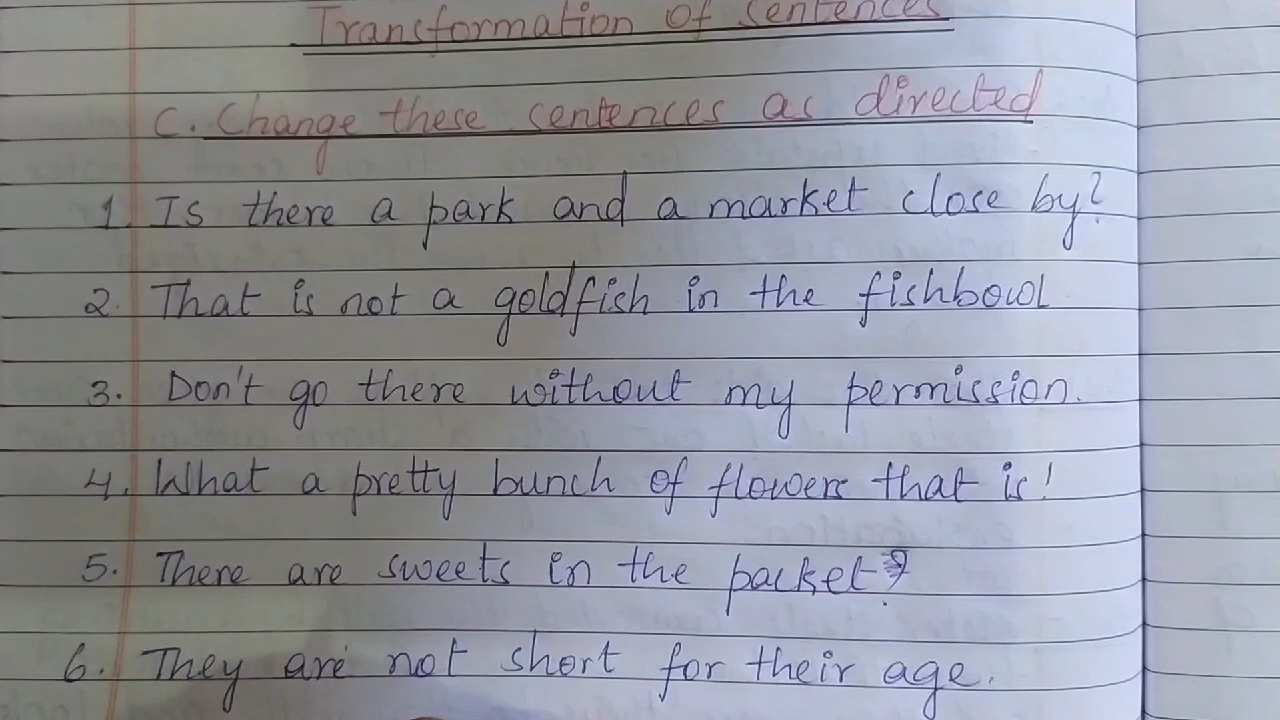 Transformation of sentences
C. Change these sentences as directed
1. Is there a park and a market close by?
2. That is not a goldfish in the fishbowl
3. Don't go there without my permission.
4. What a pretty bunch of flowers that is!
5. There are sweets in the packet?
6. They are not short for their age.